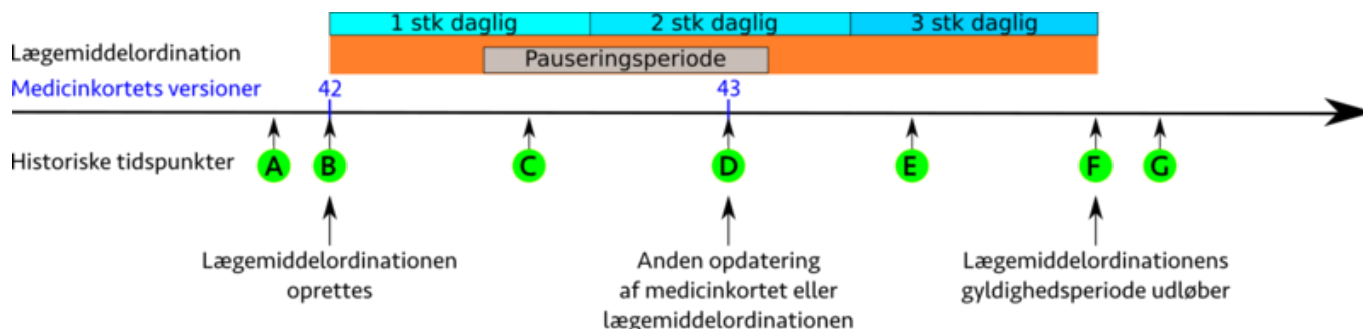 1 stk daglig 2 stk daglig 3 stk daglig
Lægemiddelordination
Pauseringsperiode
Medicinkortets versioner 42 43
Historiske tidspunkter A B C D E F G
Lægemiddelordinationen
oprettes
Anden opdatering
af medicinkortet eller
lægemiddelordinationen
Lægemiddelordinationens
gyldighedsperiode udløber